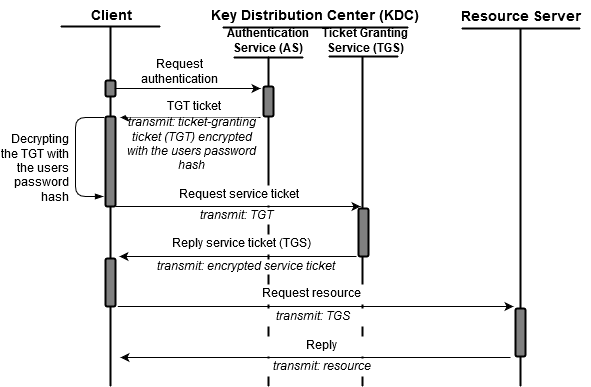 Client
Key Distribution Center (KDC)
Resource Server
Authentication
Service (AS)
Ticket Granting
Service (TGS)
Request
authentication
TGT ticket
transmit: ticket-granting
ticket (TGT) encrypted
with the users password
hash
Decrypting
the TGT with
the users
password
hash
Request service ticket
transmit: TGT
Reply service ticket (TGS)
transmit: encrypted service ticket
Request resource
transmit: TGS
Reply
transmit: resource